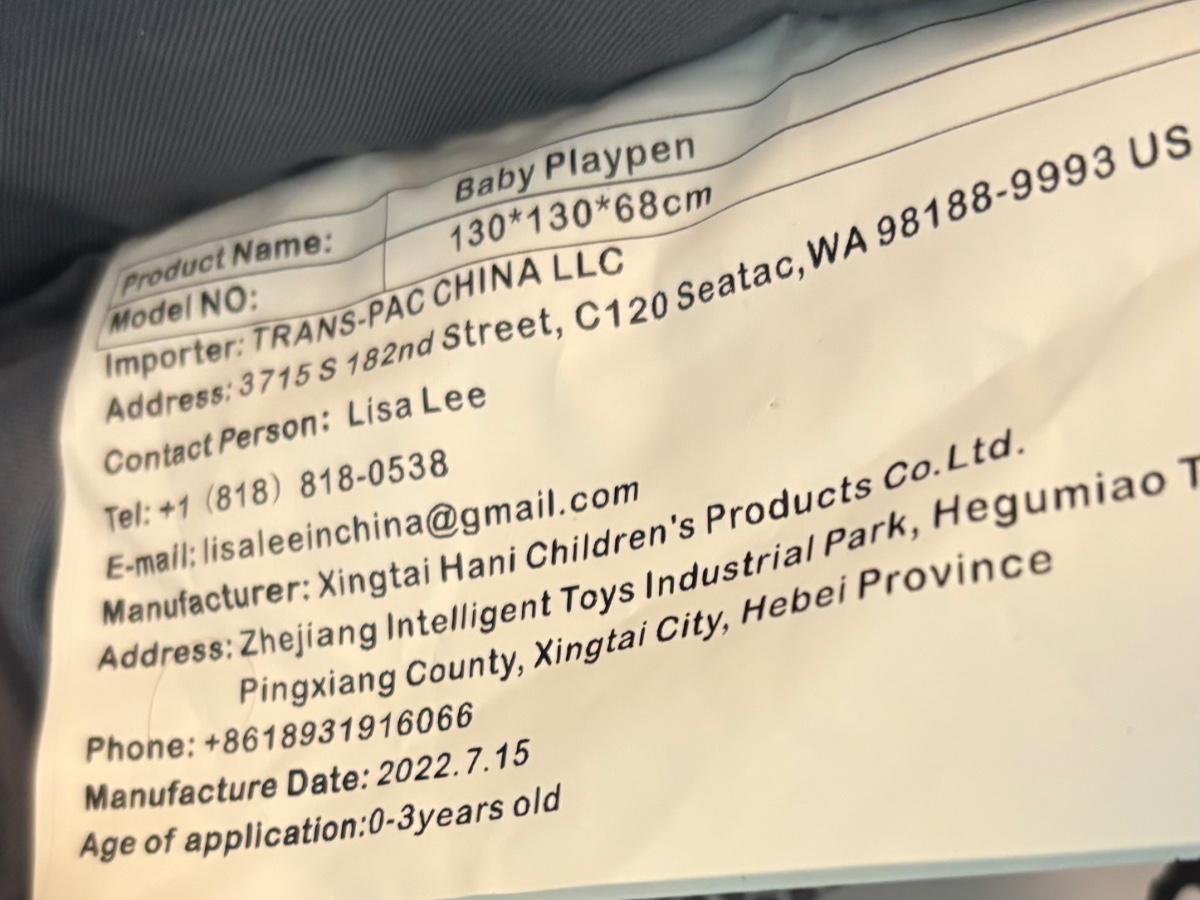 Product Name: Baby Playpen
Model NO: 130*130*68cm
Importer: TRANS-PAC CHINA LLC
Address: 3715 S 182nd Street, C120 Seatac,WA 98188-9993 US
Contact Person: Lisa Lee
Tel: +1 (818) 818-0538
E-mail: lisaleeinchina@gmail.com
Manufacturer: Xingtai Hani Children's Products Co.Ltd.
Address: Zhejiang Intelligent Toys Industrial Park, Hegumiao
Pingxiang County, Xingtai City, Hebei Province
Phone: +8618931916066
Manufacture Date: 2022.7.15
Age of application:0-3years old